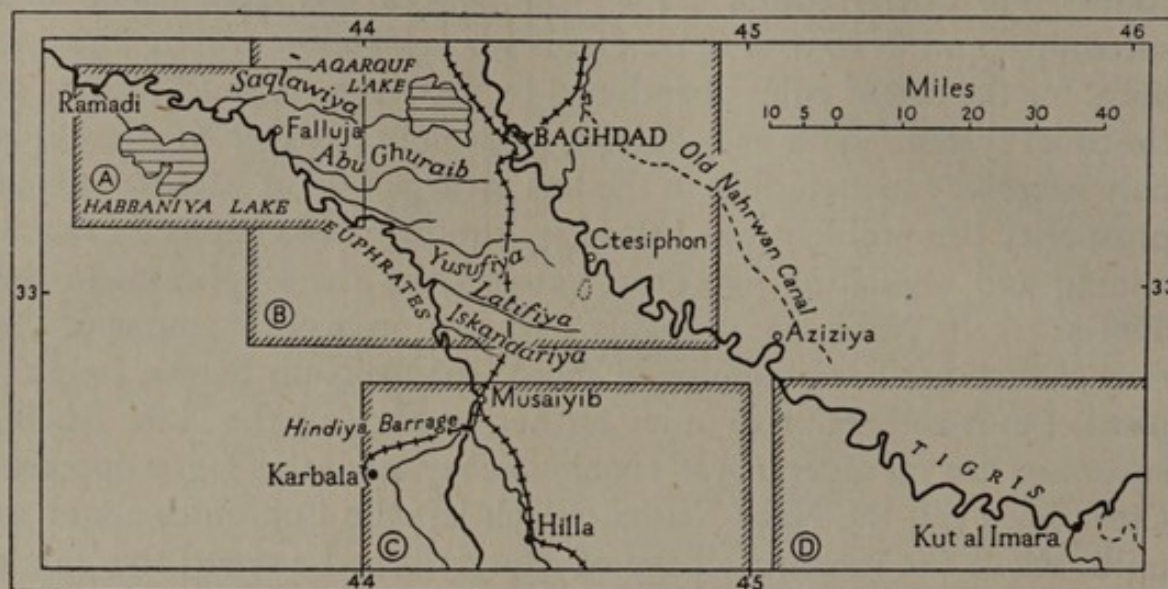 44
45
46
Ramadi
Saqlawiya
AQARQUF
LAKE
Falluja
Abu Ghuraib
BAGHDAD
Old Nahrwan Canal
Miles
10 5 0 10 20 30 40
A
HABBANIYA LAKE
EUPHRATES
Yusufiya
Ctesiphon
33
33
B
Latifiya
Iskandariya
Aziziya
Musaiyib
Hindiya Barrage
Karbala
Hilla
TIGRIS
Kut al Imara
C
D
44
45